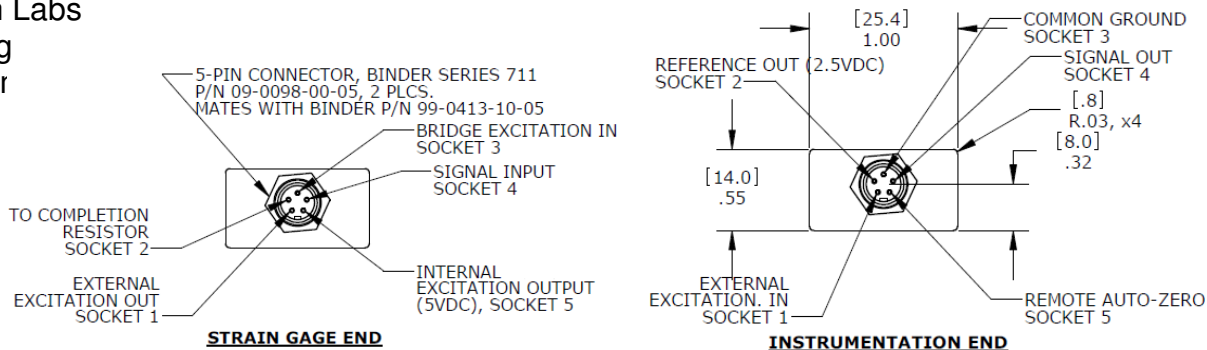 Labs
5-PIN CONNECTOR, BINDER SERIES 711
P/N 09-0098-00-05, 2 PLCS.
MATES WITH BINDER P/N 99-0413-10-05
BRIDGE EXCITATION IN
SOCKET 3
SIGNAL INPUT
SOCKET 4
TO COMPLETION
RESISTOR
SOCKET 2
EXTERNAL
EXCITATION OUT
SOCKET 1
INTERNAL
EXCITATION OUTPUT
(5VDC), SOCKET 5
STRAIN GAGE END
[25.4]
1.00
COMMON GROUND
SOCKET 3
REFERENCE OUT (2.5VDC)
SOCKET 2
SIGNAL OUT
SOCKET 4
[.8]
R.03, x4
[8.0]
.32
[14.0]
.55
EXTERNAL
EXCITATION. IN
SOCKET 1
REMOTE AUTO-ZERO
SOCKET 5
INSTRUMENTATION END